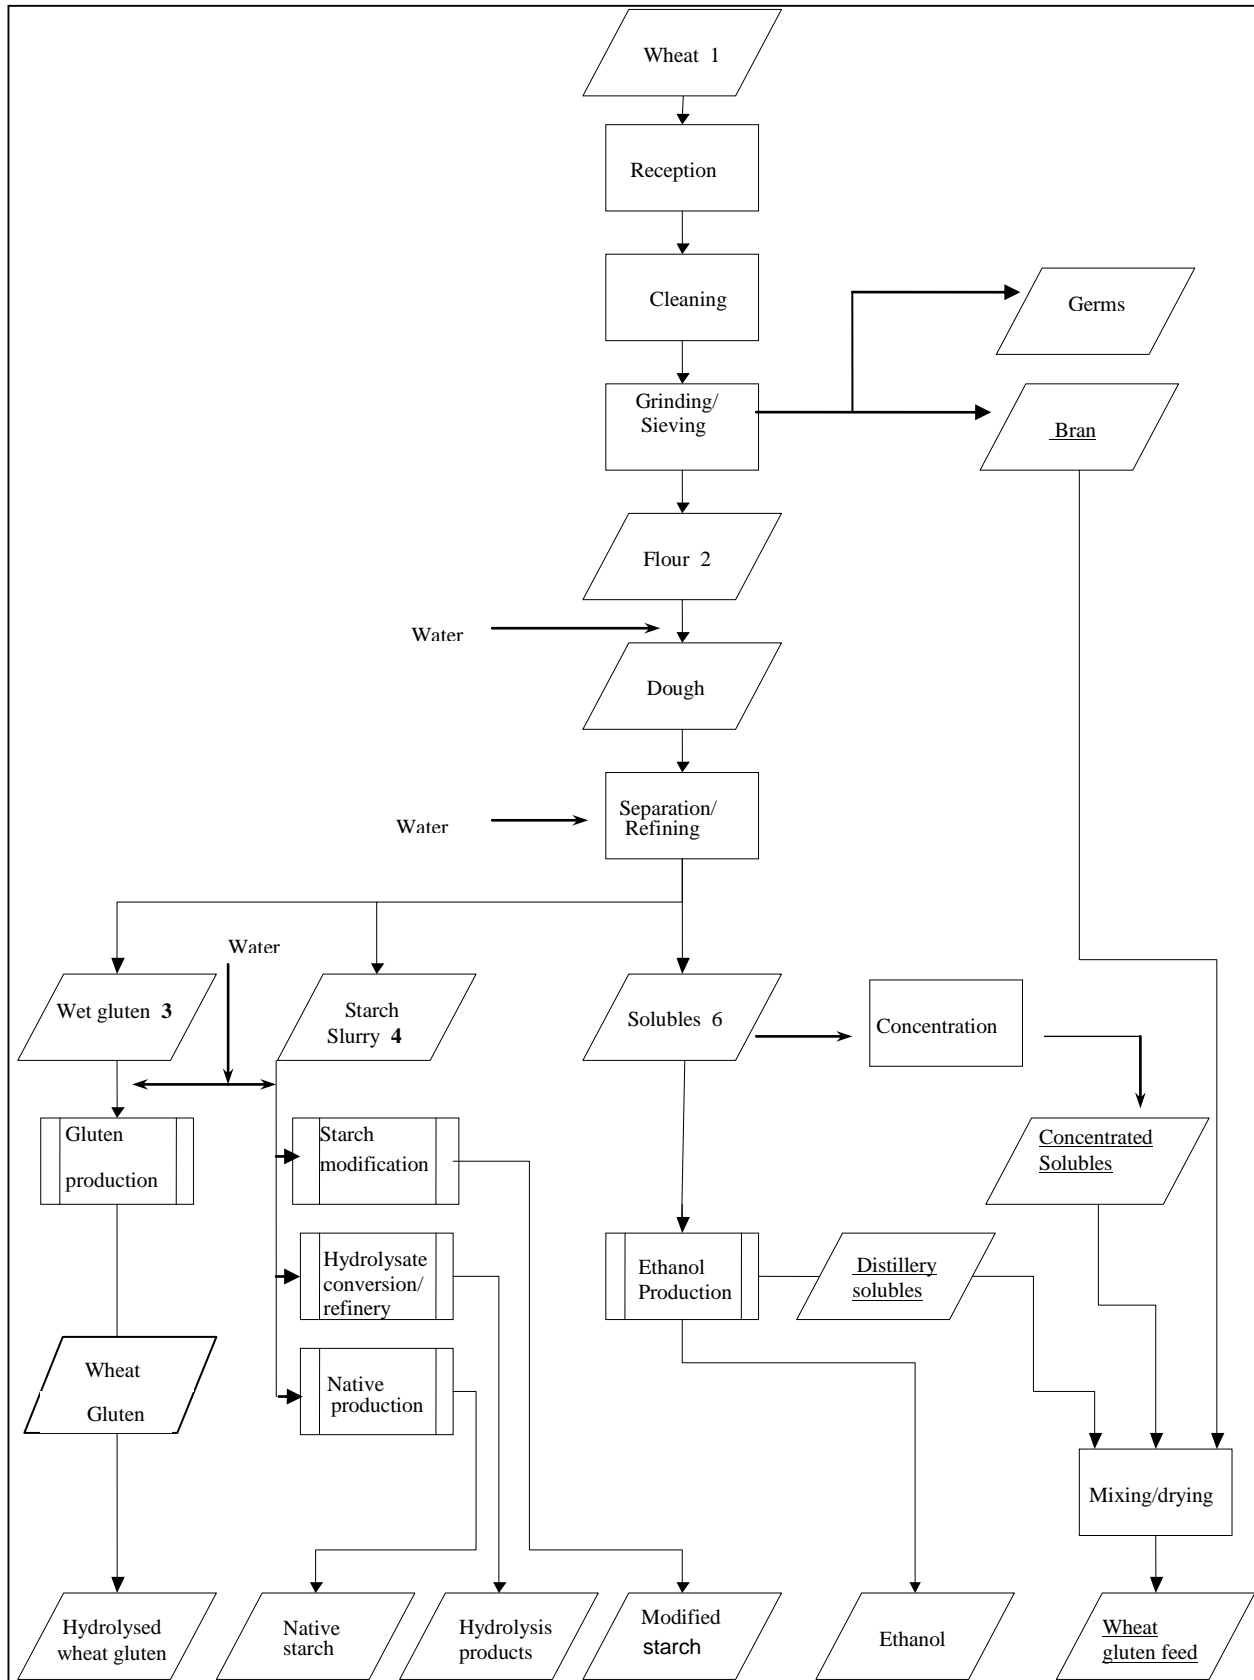 Wheat 1
Reception
Cleaning
Germs
Grinding/
Sieving
Bran
Flour 2
Water
Dough
Water
Separation/
Refining
Water
Wet gluten 3
Starch
Slurry 4
Solubles 6
Concentration
Gluten
production
Starch
modification
Concentrated
Solubles
Hydrolysate
conversion/
refinery
Ethanol
Production
Distillery
solubles
Wheat
Gluten
Native
production
Mixing/drying
Hydrolysed
wheat gluten
Native
starch
Hydrolysis
products
Modified
starch
Ethanol
Wheat
gluten feed